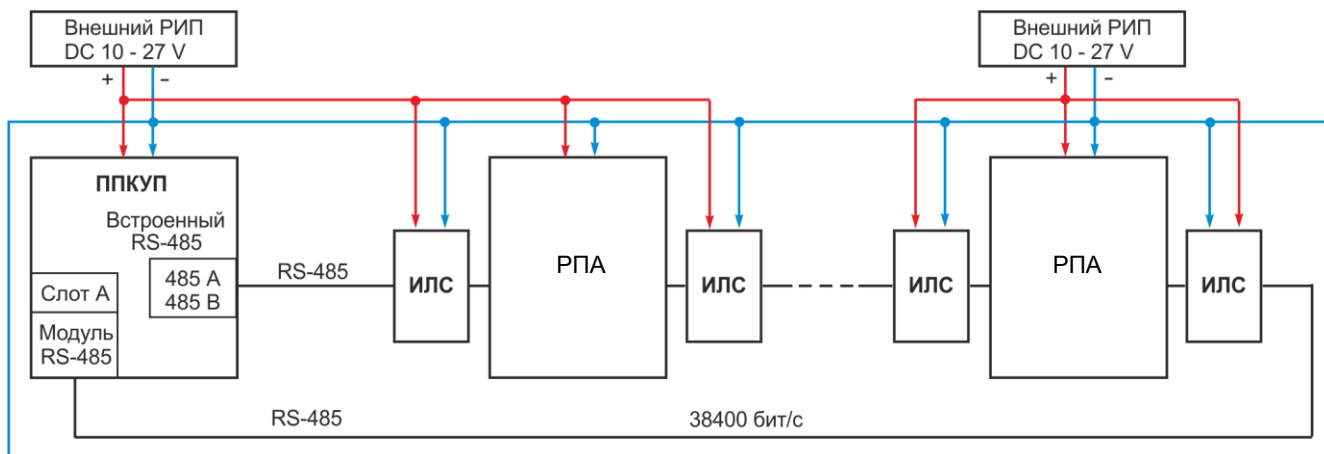 Внешний РИП
DC 10 - 27 V
+ −
Внешний РИП
DC 10 - 27 V
+ −
ППКУП
Встроенный
RS-485
485 A
485 B
Слот A
Модуль
RS-485
RS-485
ИЛС
РПА
ИЛС
ИЛС
РПА
ИЛС
RS-485
38400 бит/с